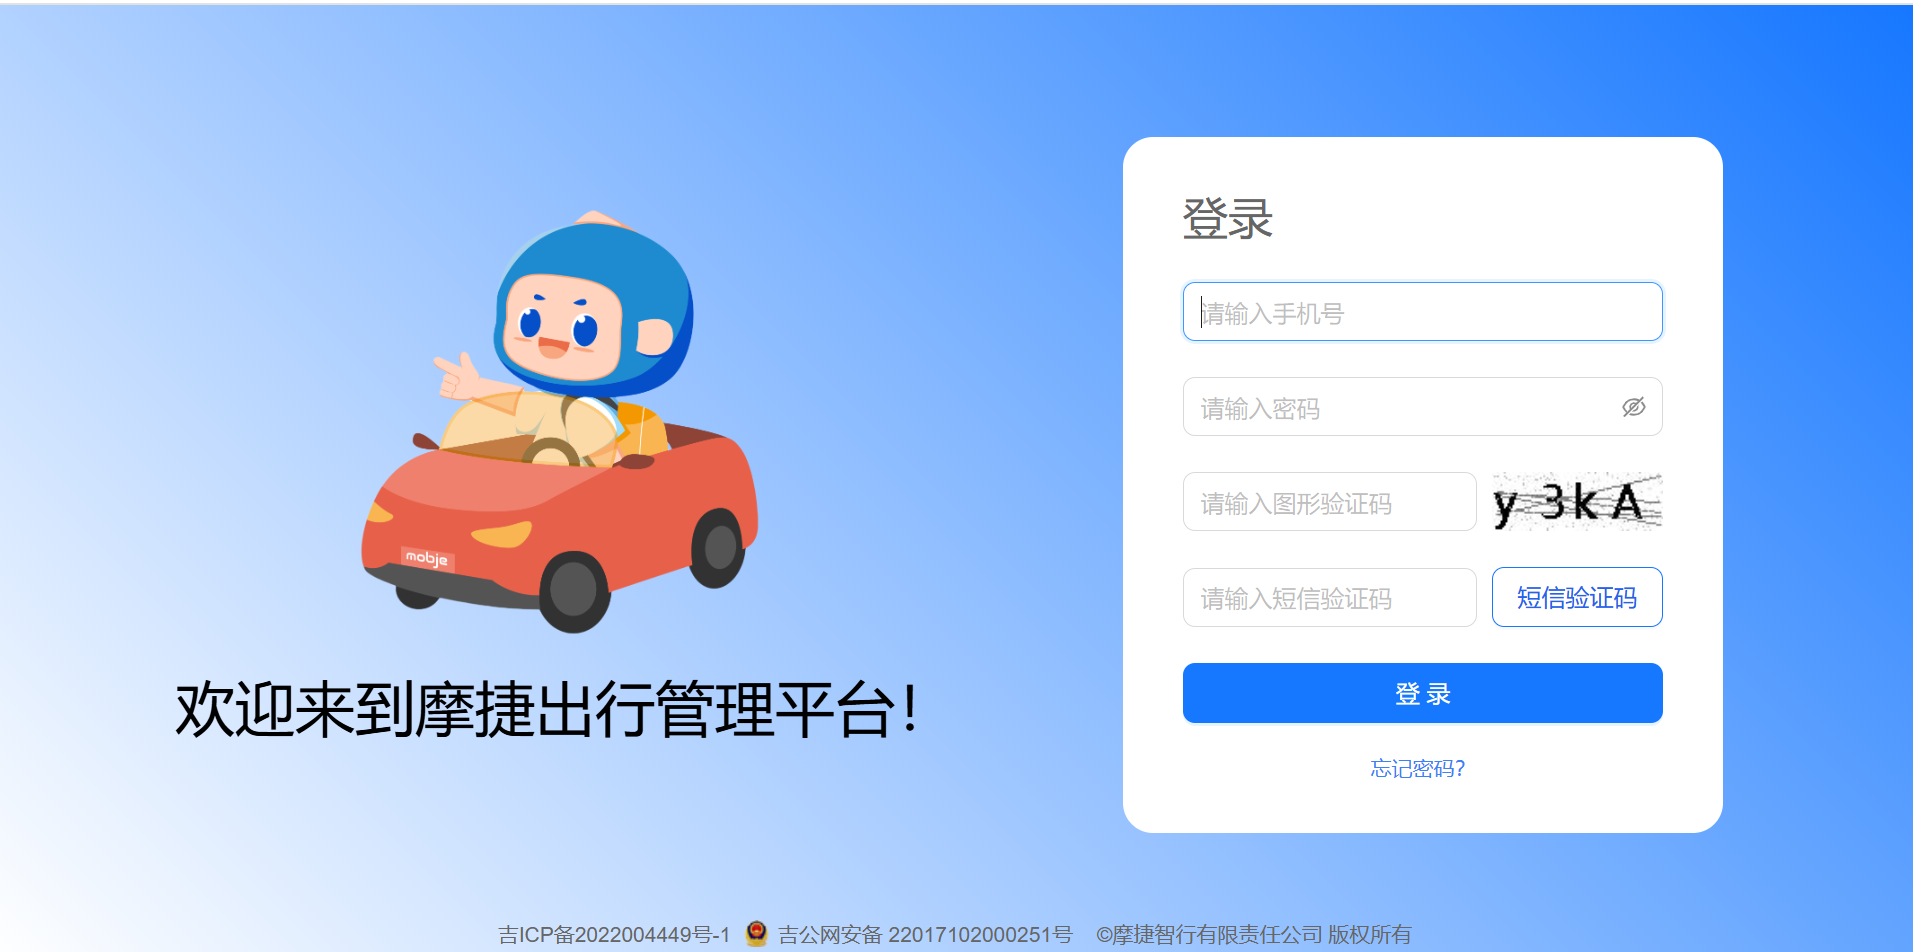 登录
请输入手机号
请输入密码
请输入图形验证码
y 3 k A
请输入短信验证码
短信验证码
登 录
忘记密码?
mobje
欢迎来到摩捷出行管理平台!
吉ICP备2022004449号-1 吉公网安备 22017102000251号 ©摩捷智行有限责任公司 版权所有